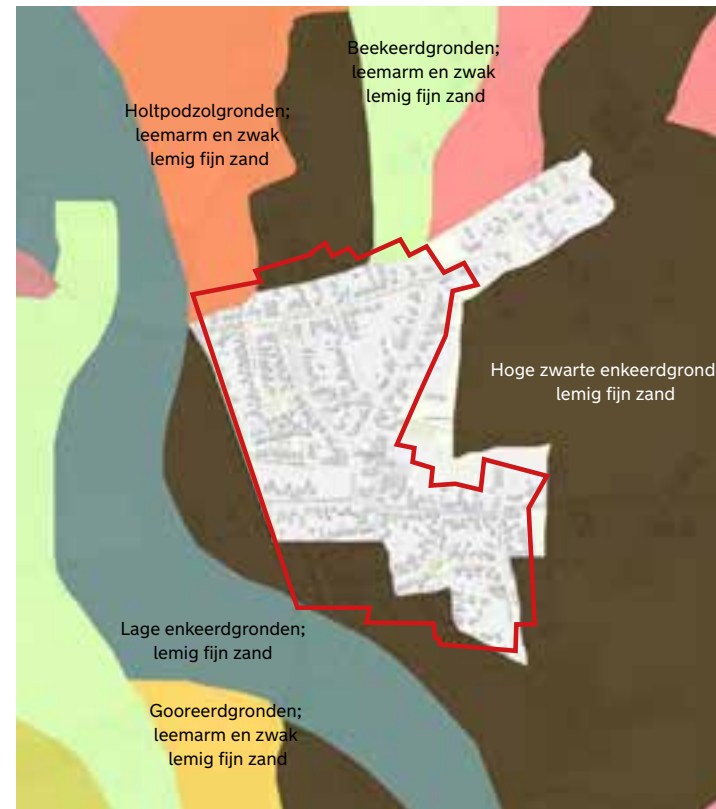 Beekeerdgronden;
leemarm en zwak
lemig fijn zand
Holtpodzolgronden;
leemarm en zwak
lemig fijn zand
Hoge zwarte enkeerdgrond
lemig fijn zand
Lage enkeerdgronden;
lemig fijn zand
Gooreerdgronden;
leemarm en zwak
lemig fijn zand